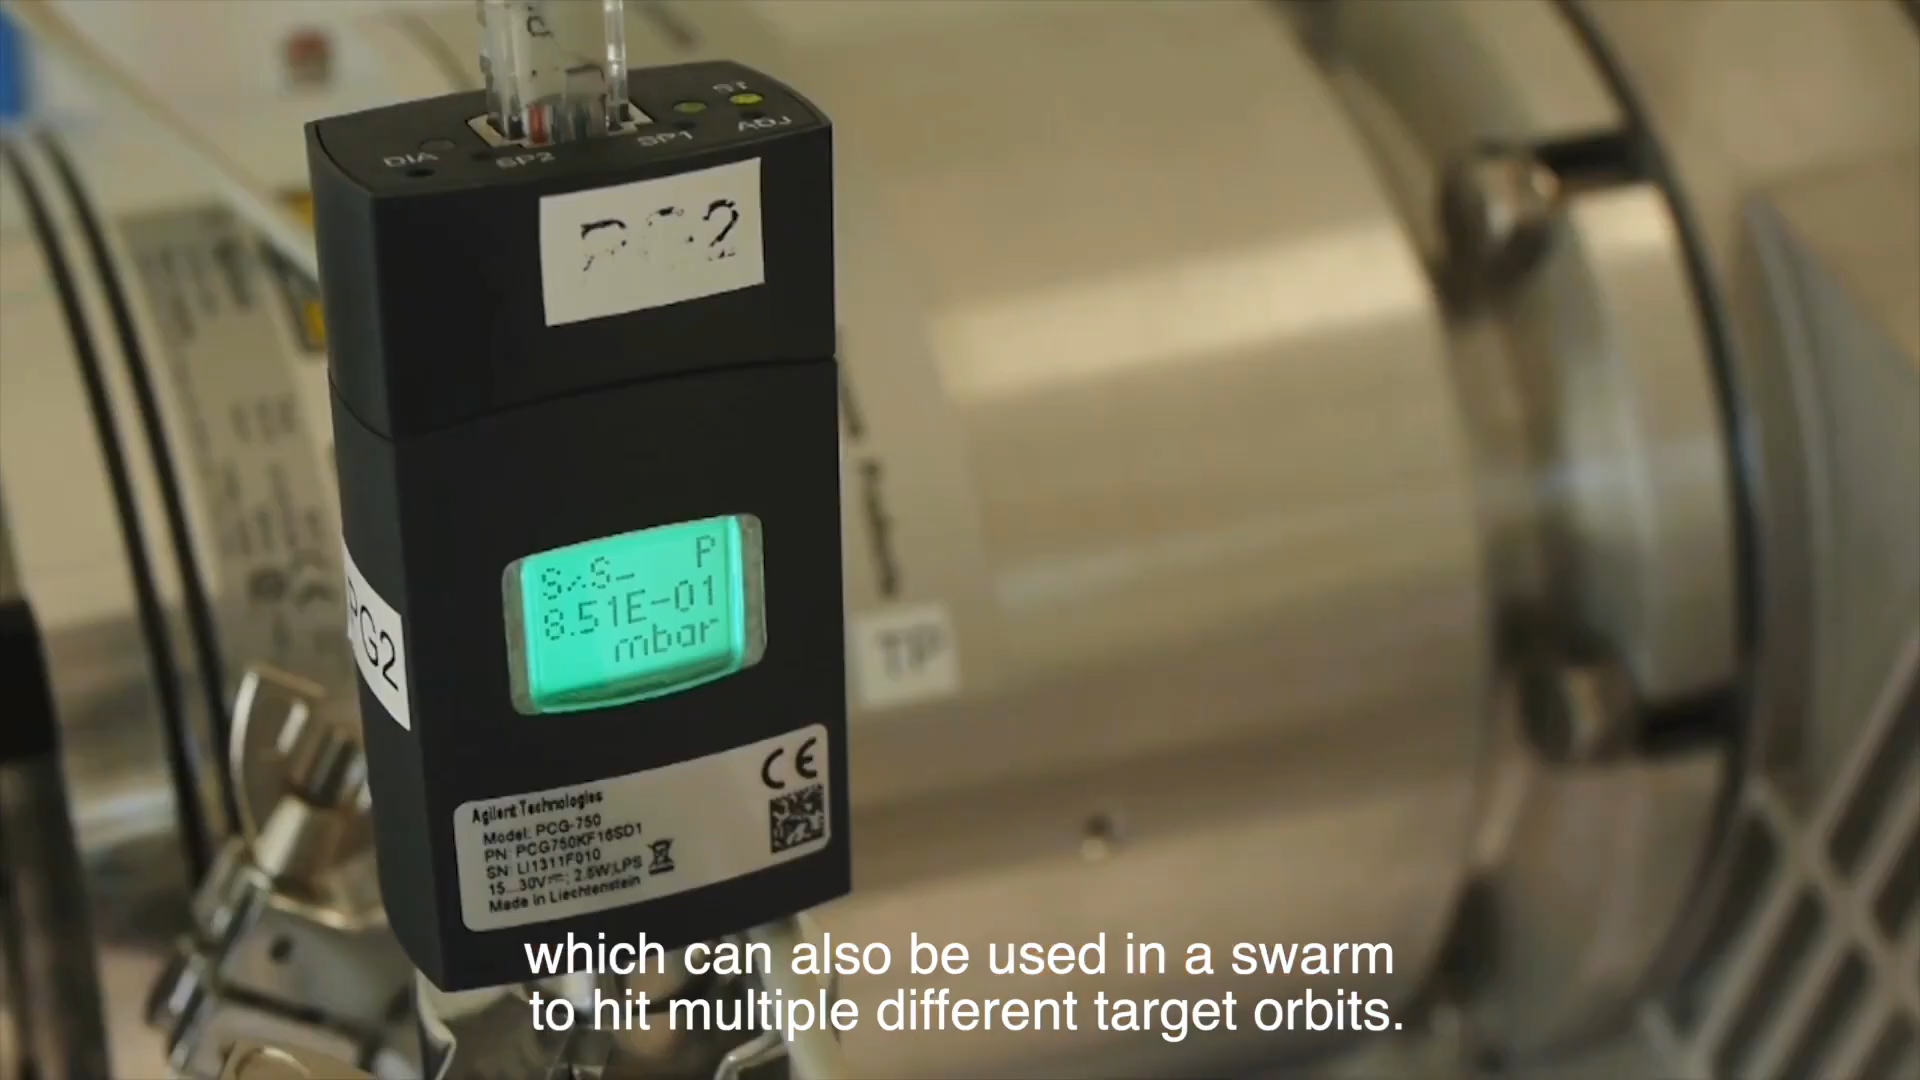 ST
ADJ
SP1
SP2
DIA
PG2
P
8.51E-01
mbar
PG2
TP
CE
Agilent Technologies
Model: PCG-750
PN: PCG750KF16SD1
SN: LI1311F010
15...30V⎓; 2.5W;LPS
Made in Liechtenstein
which can also be used in a swarm
to hit multiple different target orbits.